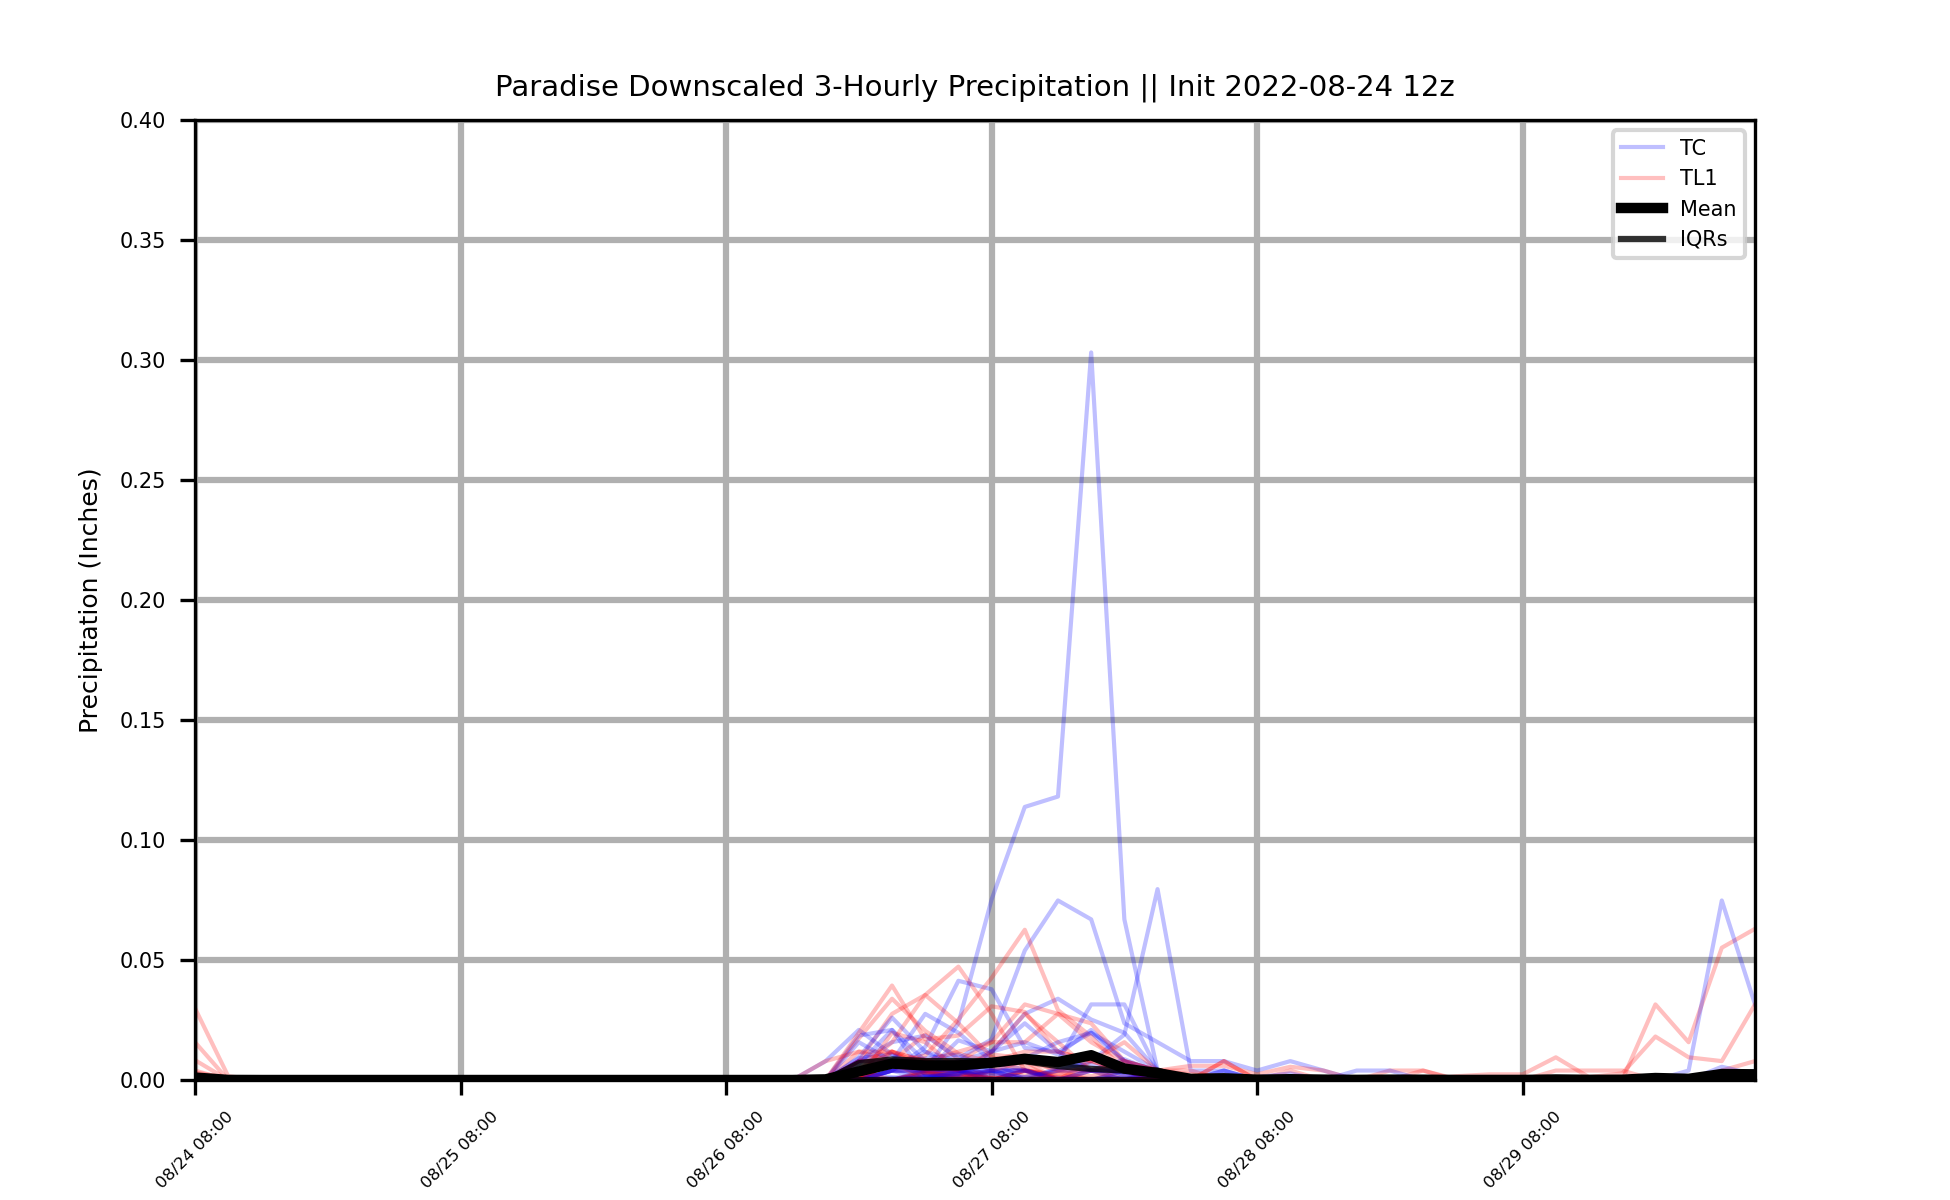 Paradise Downscaled 3-Hourly Precipitation || Init 2022-08-24 12z
Precipitation (Inches)
0.40
0.35
0.30
0.25
0.20
0.15
0.10
0.05
0.00
TC
TL1
Mean
IQRs
08/24 08:00
08/25 08:00
08/26 08:00
08/27 08:00
08/28 08:00
08/29 08:00